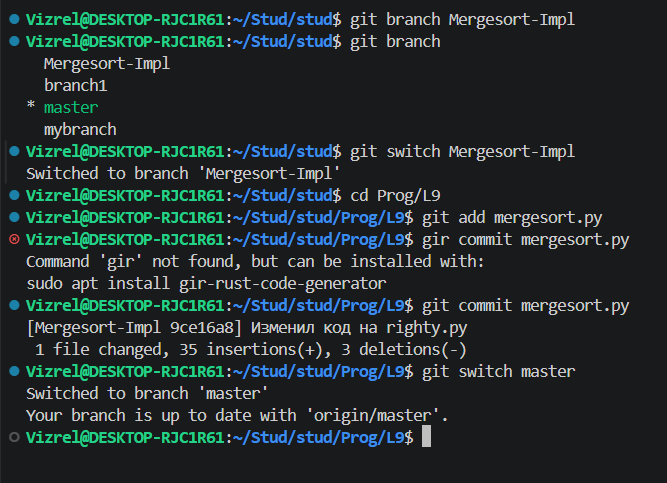 Vizrel@DESKTOP-RJC1R61:~/Stud/stud$ git branch Mergesort-Impl
Vizrel@DESKTOP-RJC1R61:~/Stud/stud$ git branch
  Mergesort-Impl
  branch1
* master
  mybranch
Vizrel@DESKTOP-RJC1R61:~/Stud/stud$ git switch Mergesort-Impl
Switched to branch 'Mergesort-Impl'
Vizrel@DESKTOP-RJC1R61:~/Stud/stud$ cd Prog/L9
Vizrel@DESKTOP-RJC1R61:~/Stud/stud/Prog/L9$ git add mergesort.py
Vizrel@DESKTOP-RJC1R61:~/Stud/stud/Prog/L9$ gir commit mergesort.py
Command 'gir' not found, but can be installed with:
sudo apt install gir-rust-code-generator
Vizrel@DESKTOP-RJC1R61:~/Stud/stud/Prog/L9$ git commit mergesort.py
[Mergesort-Impl 9ce16a8] Изменил код на righty.py
 1 file changed, 35 insertions(+), 3 deletions(-)
Vizrel@DESKTOP-RJC1R61:~/Stud/stud/Prog/L9$ git switch master
Switched to branch 'master'
Your branch is up to date with 'origin/master'.
Vizrel@DESKTOP-RJC1R61:~/Stud/stud/Prog/L9$